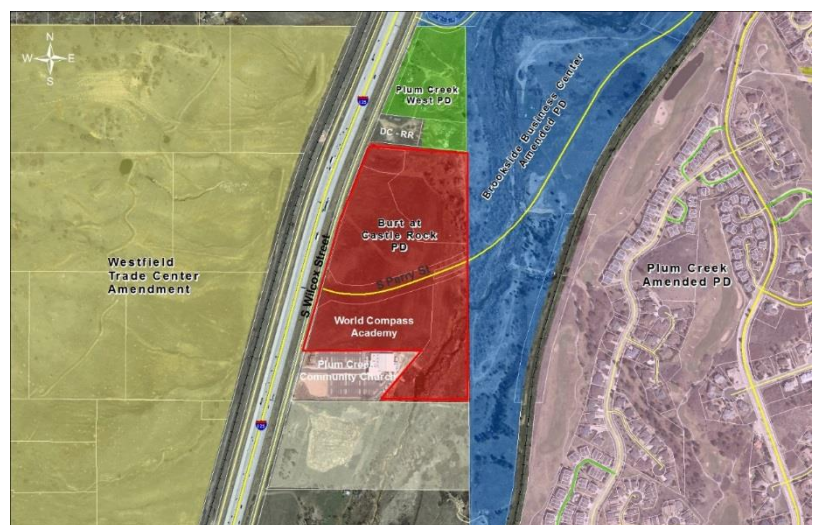 N
W E
S
Plum Creek
West PD
DC - RR
Brookside Business Center
Amended PD
Burt at
Castle Rock
PD
S Wilcox Street
S Perry St
Westfield
Trade Center
Amendment
Plum Creek
Amended PD
World Compass
Academy
Plum Creek
Community Church